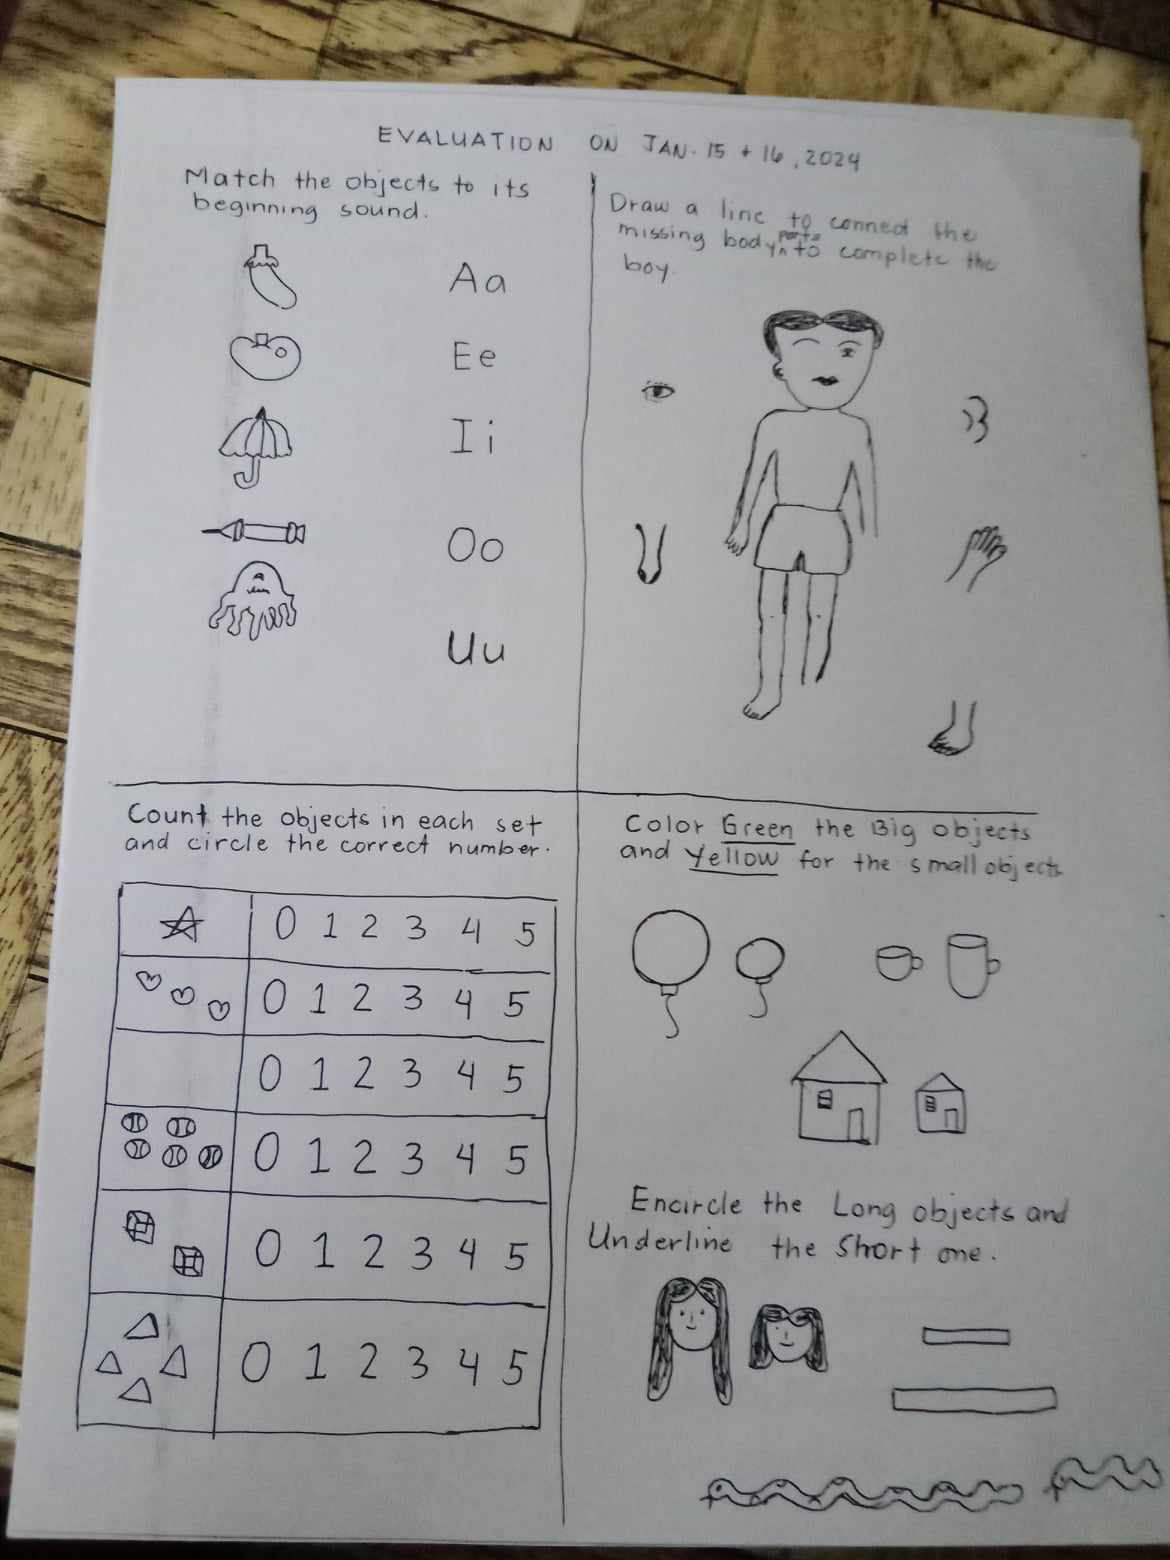 EVALUATION ON JAN. 15 + 16, 2024
Match the objects to its
beginning sound.
Aa
Ee
Ii
Oo
Uu
Draw a line to connect the
missing body parts to complete the
boy.
Count the objects in each set
and circle the correct number.
0 1 2 3 4 5
0 1 2 3 4 5
0 1 2 3 4 5
0 1 2 3 4 5
0 1 2 3 4 5
0 1 2 3 4 5
Color Green the Big objects
and Yellow for the small objects
Encircle the Long objects and
Underline the Short one.